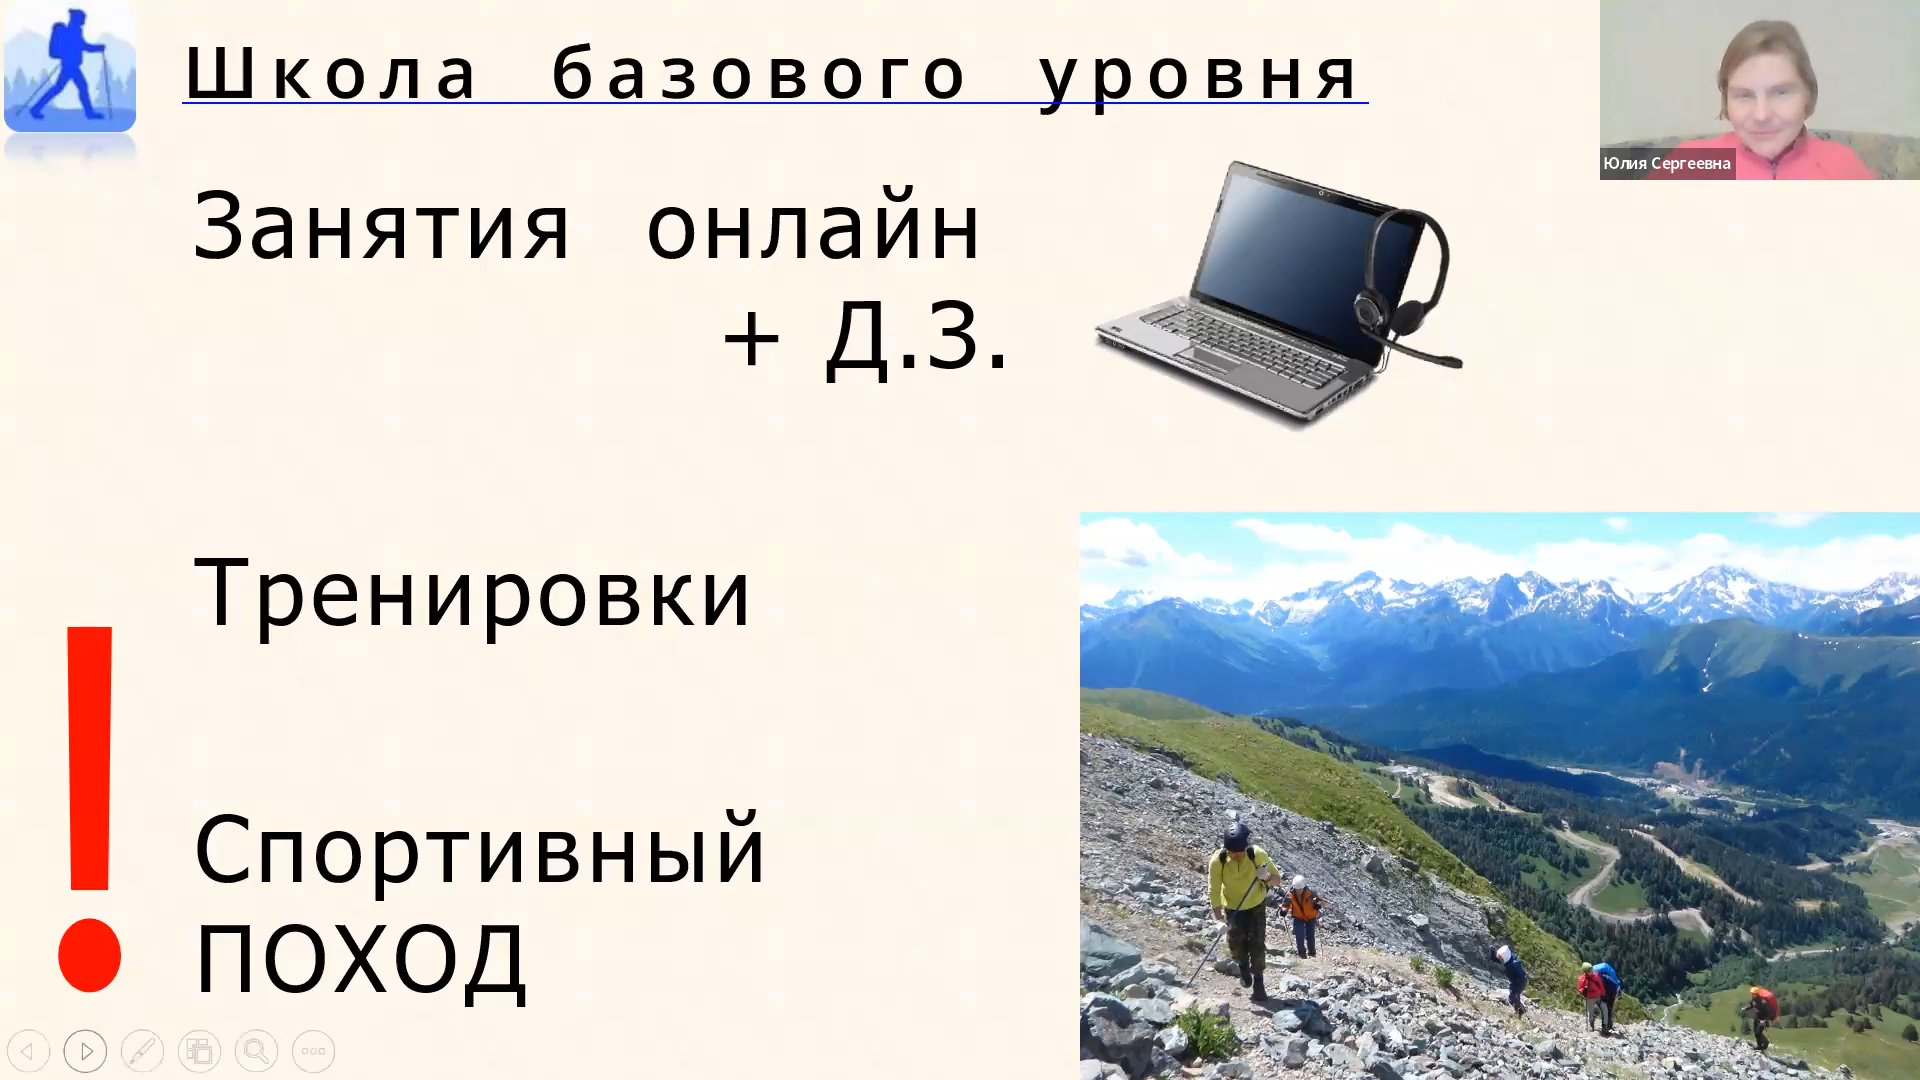 Школа базового уровня
Юлия Сергеевна
Занятия онлайн
+ Д.З.
Тренировки
Спортивный
ПОХОД